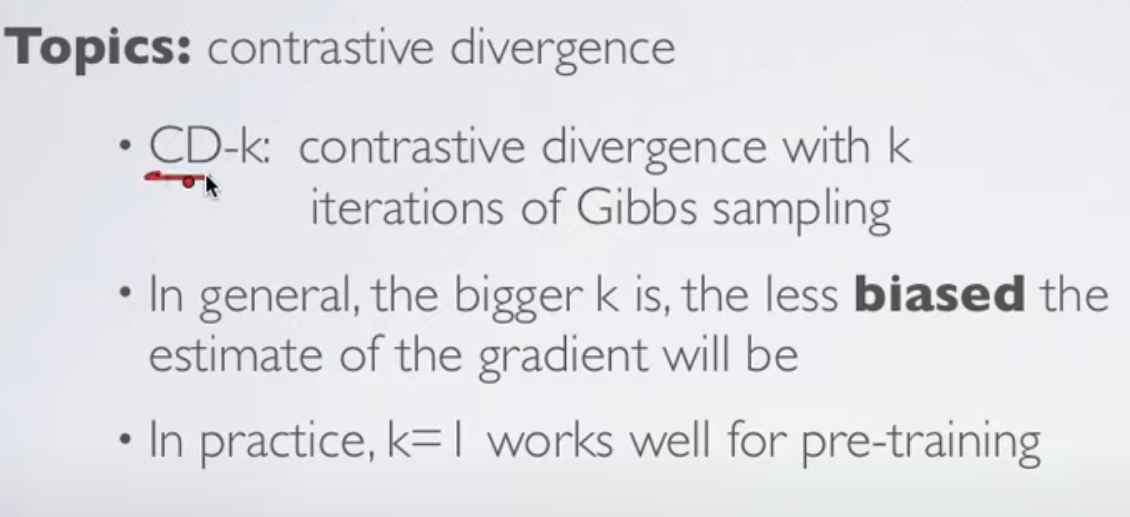 Topics: contrastive divergence
• CD-k: contrastive divergence with k
iterations of Gibbs sampling
• In general, the bigger k is, the less biased the
estimate of the gradient will be
• In practice, k=1 works well for pre-training